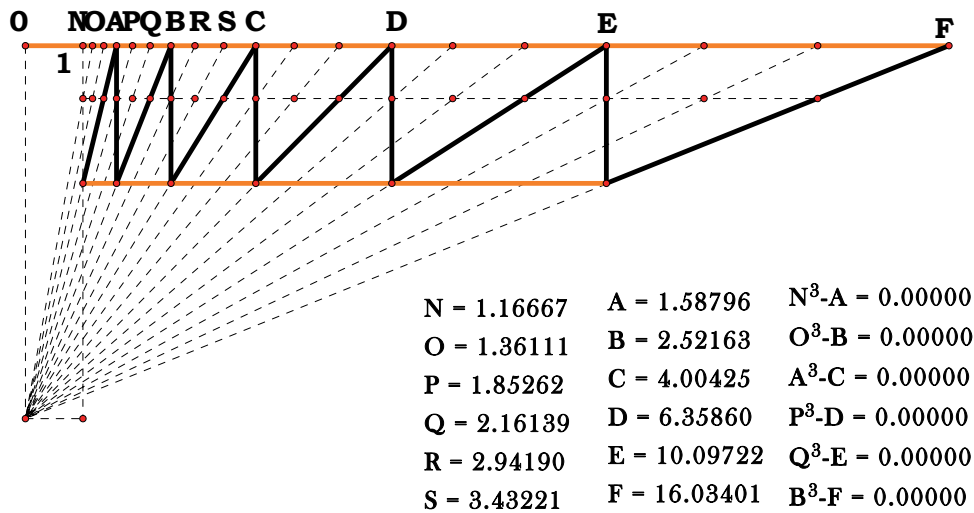 0 N O A P Q B R S C D E F
1
N = 1.16667 A = 1.58796 N³-A = 0.00000
O = 1.36111 B = 2.52163 O³-B = 0.00000
P = 1.85262 C = 4.00425 A³-C = 0.00000
Q = 2.16139 D = 6.35860 P³-D = 0.00000
R = 2.94190 E = 10.09722 Q³-E = 0.00000
S = 3.43221 F = 16.03401 B³-F = 0.00000